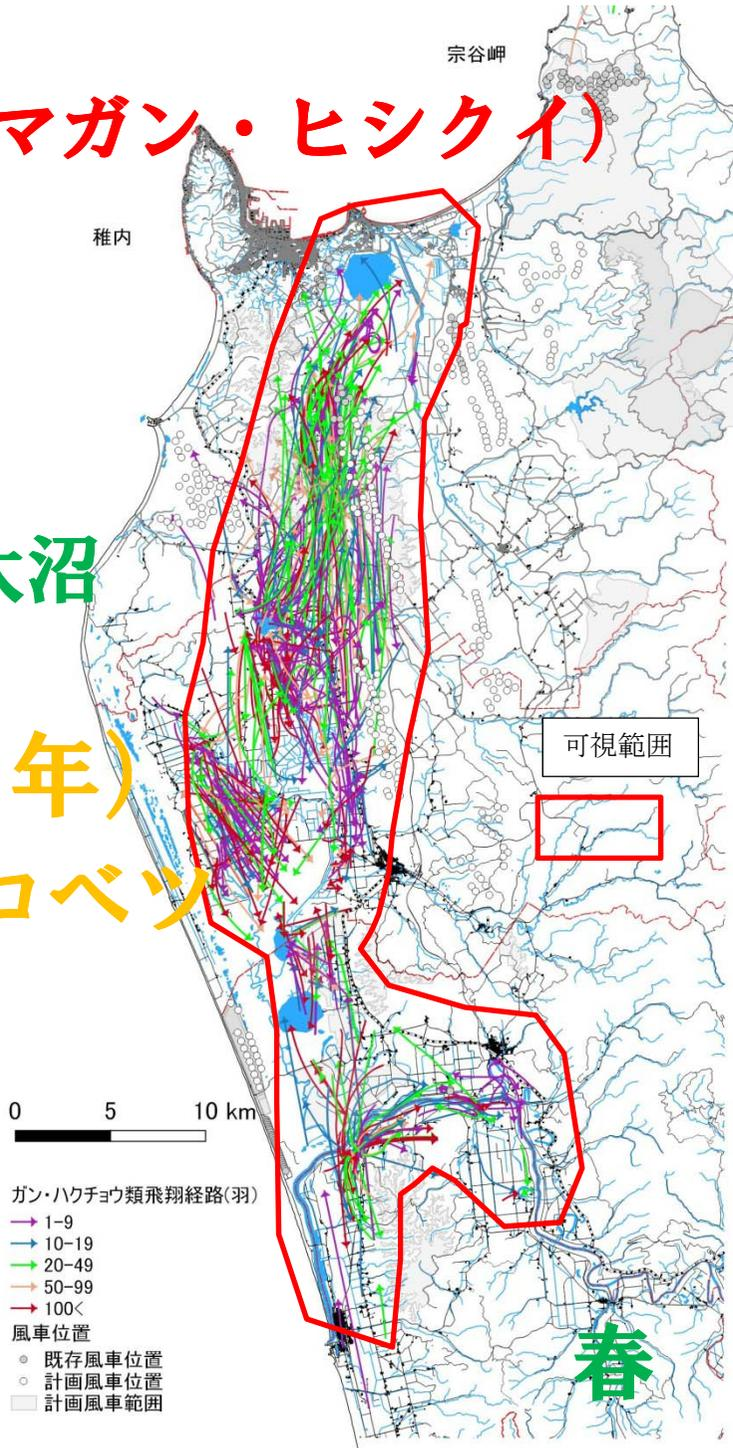 宗谷岬
マガン・ヒシクイ)
稚内
大沼
可視範囲
年)
コベツ
0 5 10 km
ガン・ハクチョウ類飛翔経路(羽)
1-9
10-19
20-49
50-99
100<
風車位置
既存風車位置
計画風車位置
計画風車範囲
春